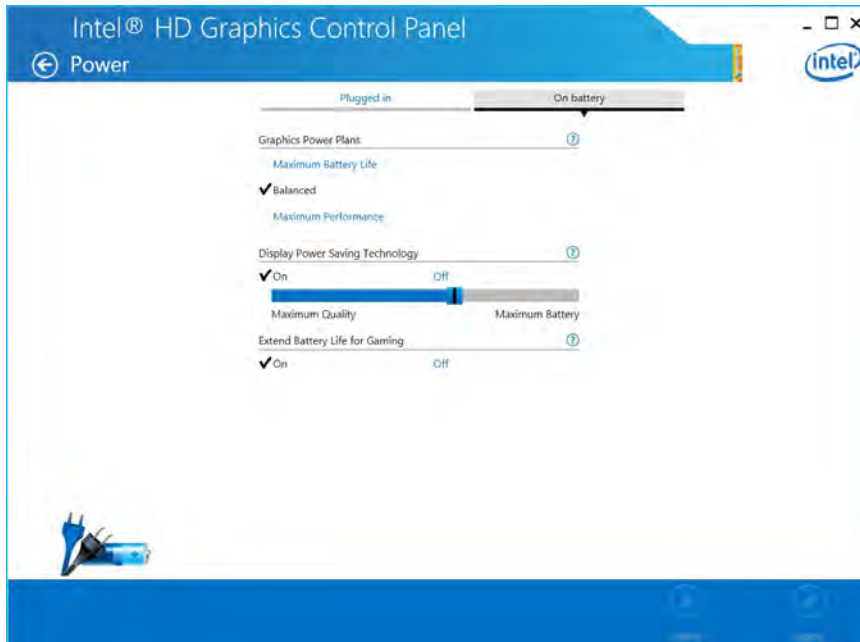 Intel® HD Graphics Control Panel
Power
intel
Plugged in
On battery
Graphics Power Plans
Maximum Battery Life
Balanced
Maximum Performance
Display Power Saving Technology
On Off
Maximum Quality Maximum Battery
Extend Battery Life for Gaming
On Off